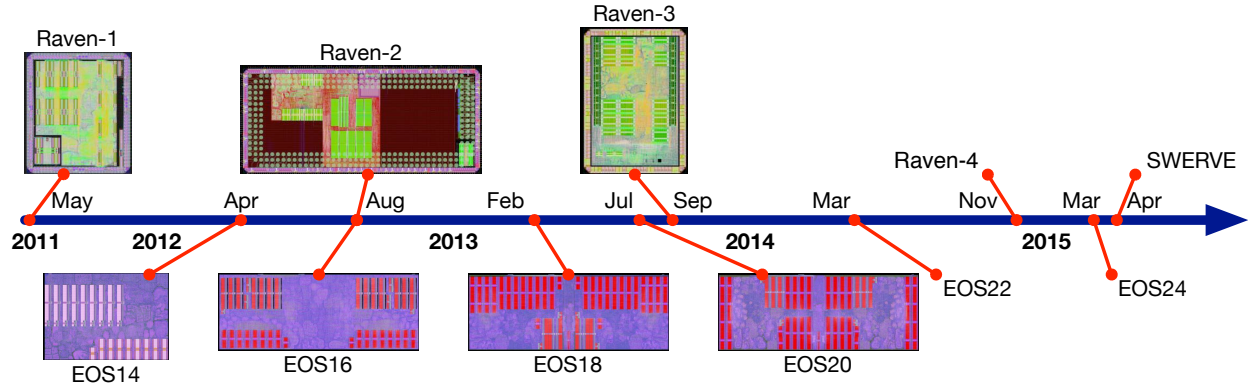 Raven-1
Raven-2
Raven-3
Raven-4
SWERVE
May
Apr
Aug
Feb
Jul
Sep
Mar
Nov
Mar
Apr
2011
2012
2013
2014
2015
EOS14
EOS16
EOS18
EOS20
EOS22
EOS24